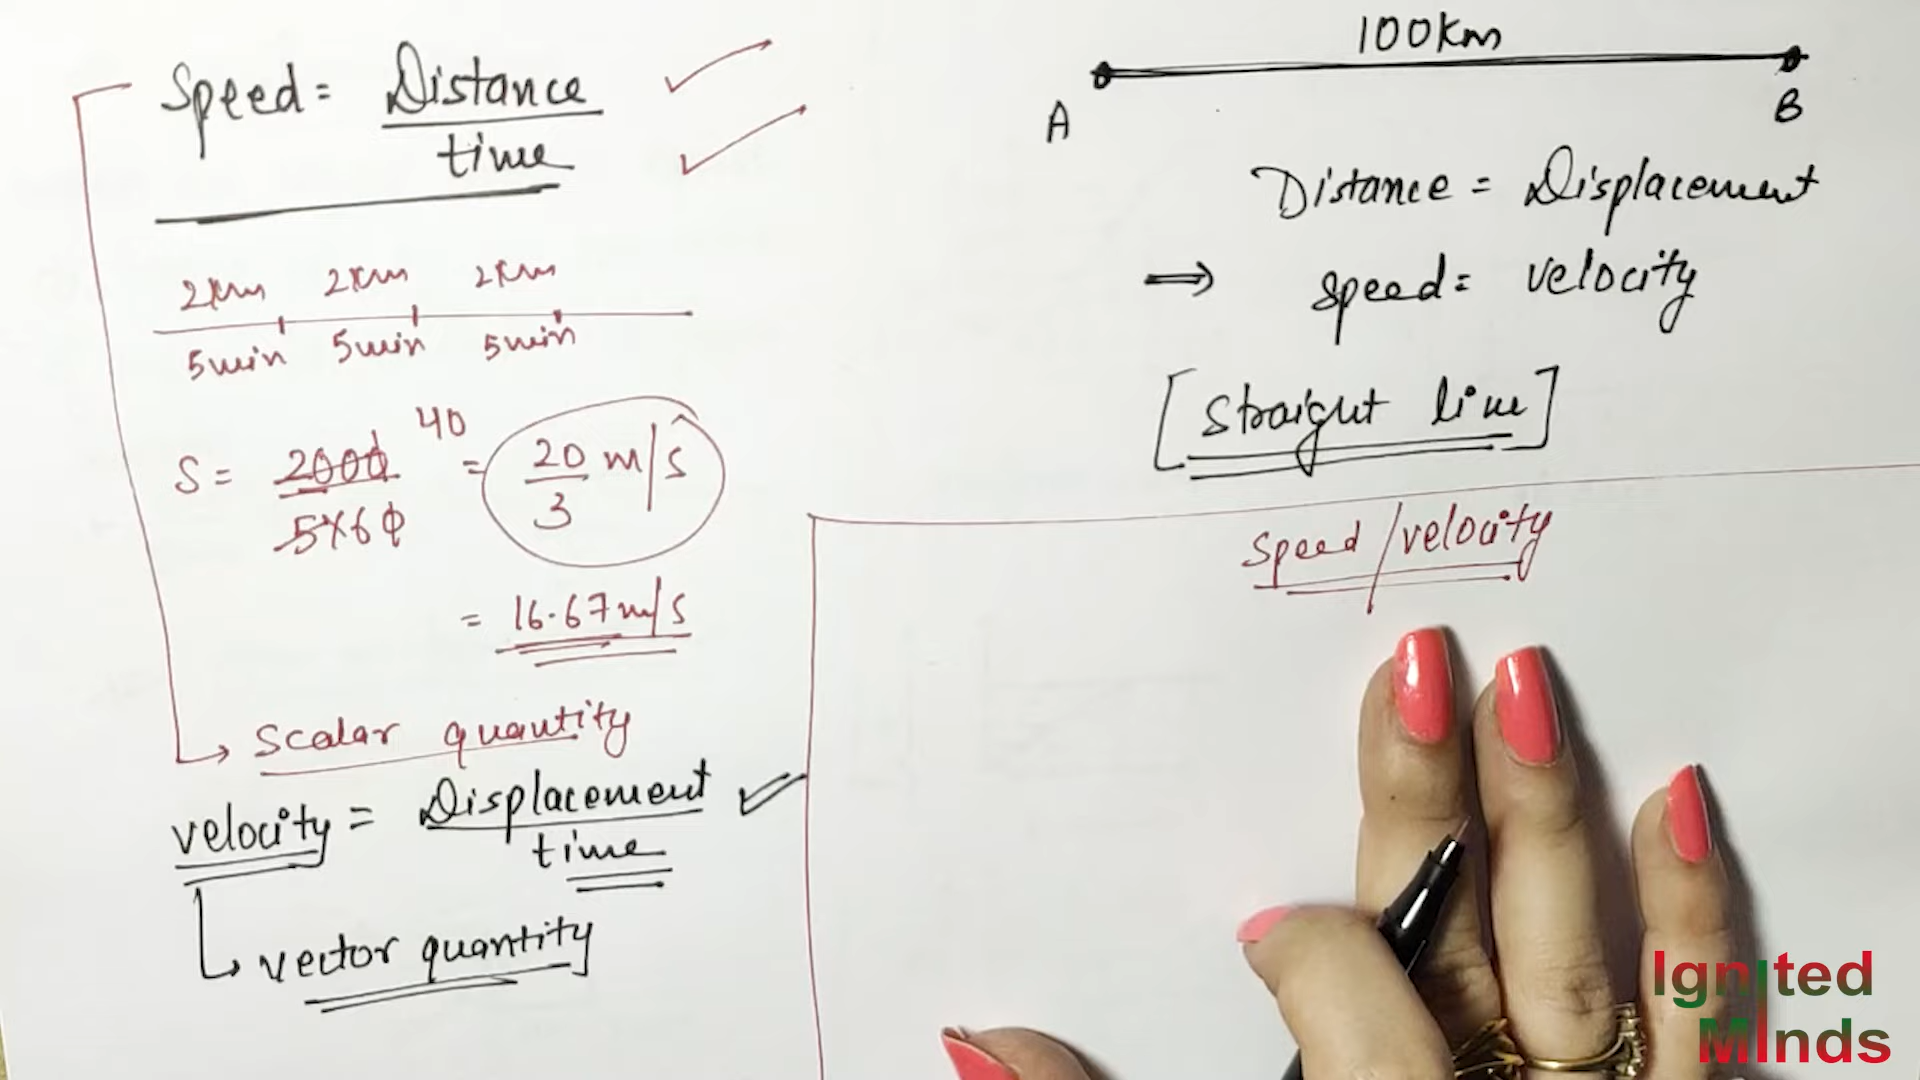 Speed = Distance
time
2Km 2Km 2Km
5min 5min 5min
S = 2000 40 = 20 m/s
5×60 3
= 16.67 m/s
Scalar quantity
velocity = Displacement
time
vector quantity
100Km
A B
Distance = Displacement
⇒ speed = velocity
[Straight line]
Speed/velocity
Ignited
Minds